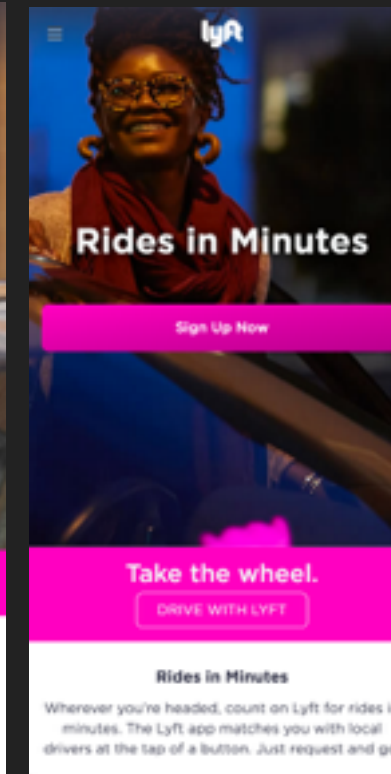 lyft
Rides in Minutes
Sign Up Now
Take the wheel.
DRIVE WITH LYFT
Rides in Minutes
Wherever you're headed, count on Lyft for rides
minutes. The Lyft app matches you with local
drivers at the tap of a button. Just request and go